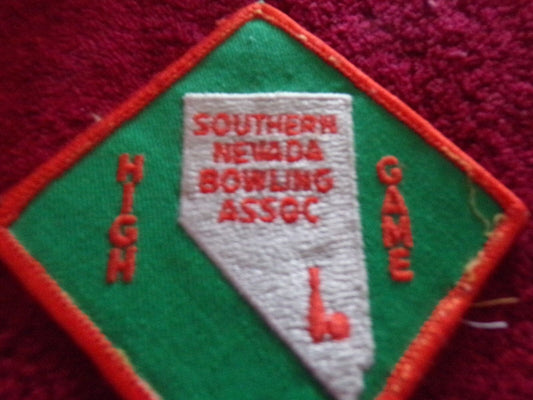 SOUTHERN
NEVADA
BOWLING
ASSOC
HIGH
GAME